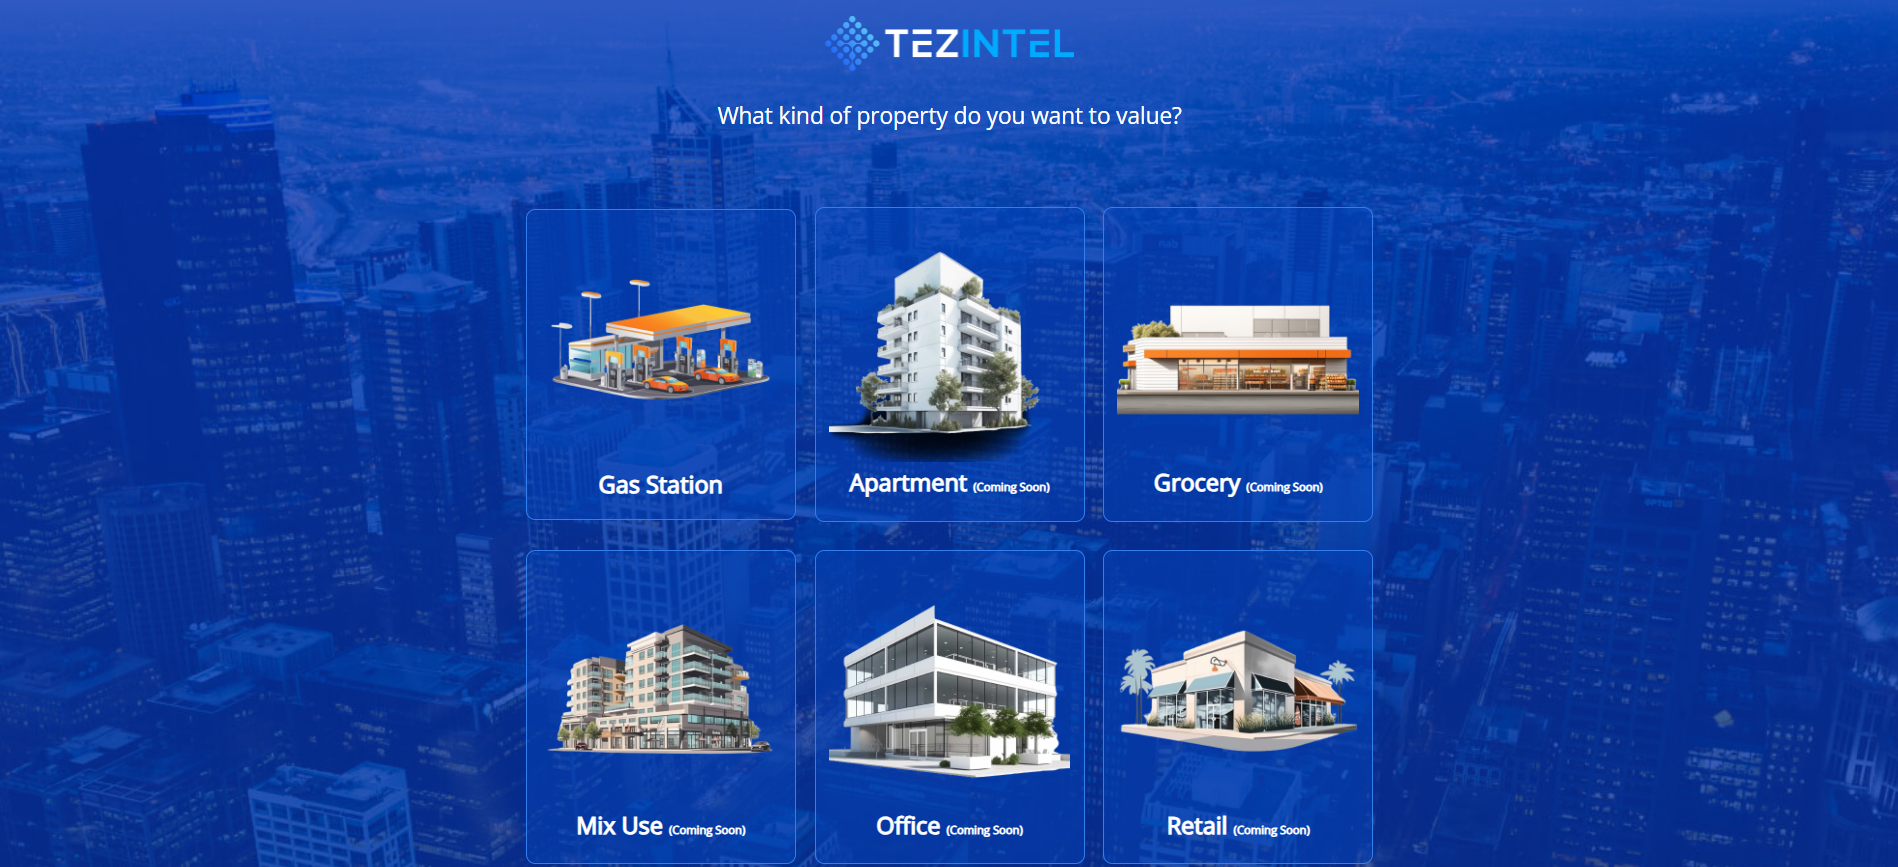 TEZINTEL
What kind of property do you want to value?
Gas Station
Apartment (Coming Soon)
Grocery (Coming Soon)
Mix Use (Coming Soon)
Office (Coming Soon)
Retail (Coming Soon)